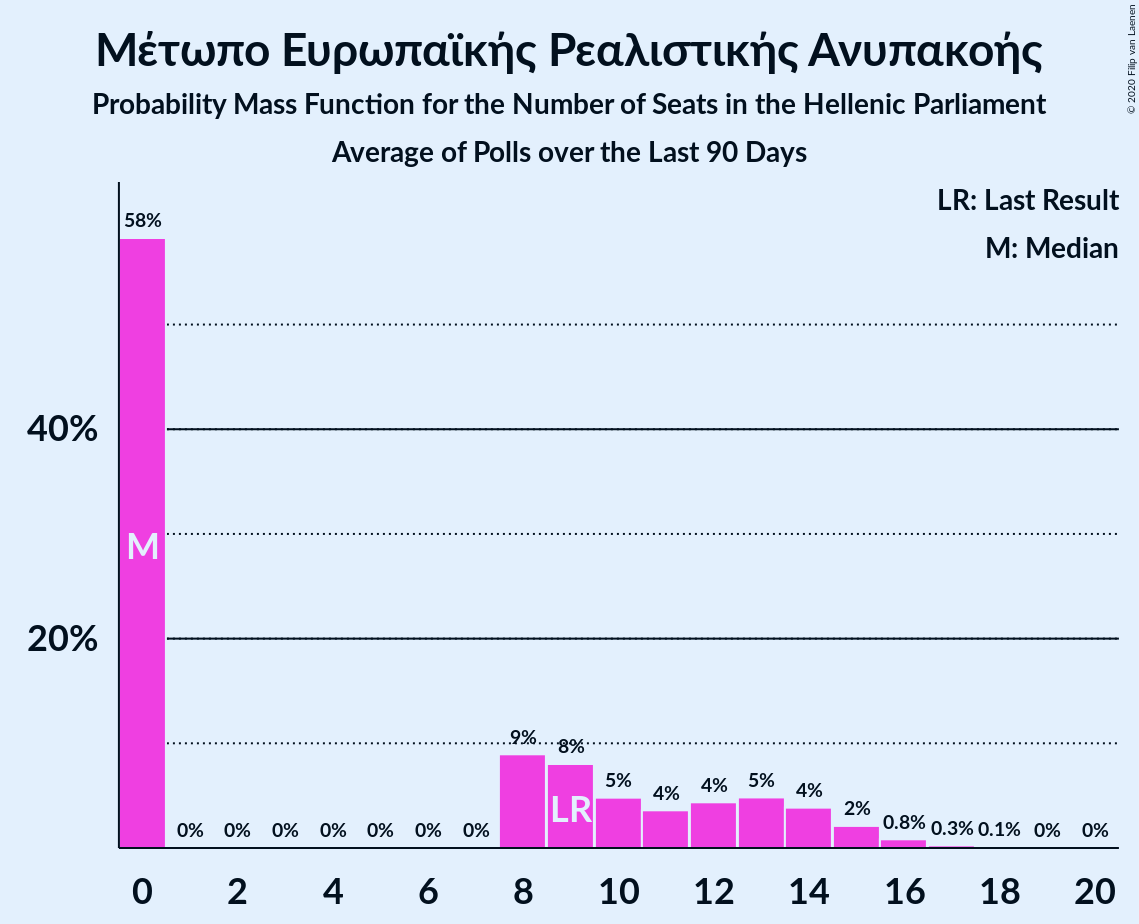 Μέτωπο Ευρωπαϊκής Ρεαλιστικής Ανυπακοής
Probability Mass Function for the Number of Seats in the Hellenic Parliament
Average of Polls over the Last 90 Days
© 2020 Filip van Laenen
LR: Last Result
M: Median
58%
40%
20%
M
LR
0% 0% 0% 0% 0% 0% 0% 9% 8% 5% 4% 4% 5% 4% 2% 0.8% 0.3% 0.1% 0% 0%
0 2 4 6 8 10 12 14 16 18 20